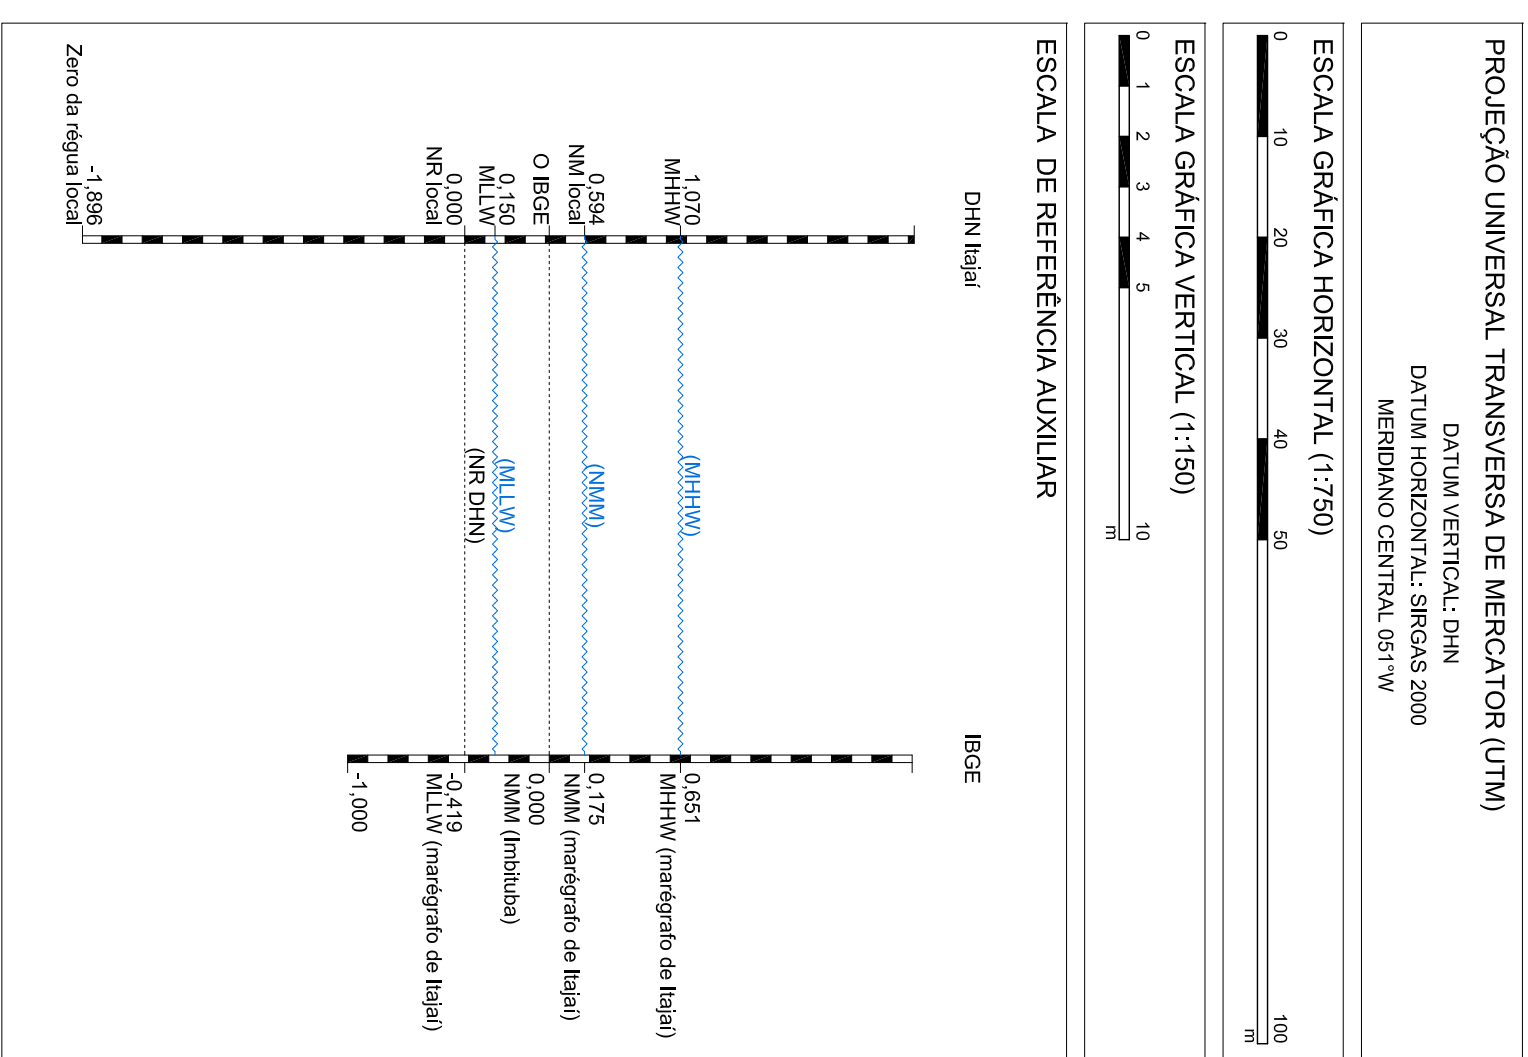 PROJEÇÃO UNIVERSAL TRANSVERSA DE MERCATOR (UTM)
DATUM VERTICAL: DHN
DATUM HORIZONTAL: SIRGAS 2000
MERIDIANO CENTRAL 051°W
ESCALA GRÁFICA HORIZONTAL (1:750)
0 10 20 30 40 50 100
m
ESCALA GRÁFICA VERTICAL (1:150)
0 1 2 3 4 5 10
m
ESCALA DE REFERÊNCIA AUXILIAR
DHN Itajaí
IBGE
1,070
MHHW
(MHHW)
0,651
MHHW (marégrafo de Itajaí)
0,594
NM local
(NMM)
0,175
NMM (marégrafo de Itajaí)
O IBGE
0,000
NMM (Imbituba)
0,150
MLLW
(MLLW)
0,000
NR local
(NR DHN)
-0,419
MLLW (marégrafo de Itajaí)
-1,000
-1,896
Zero da régua local